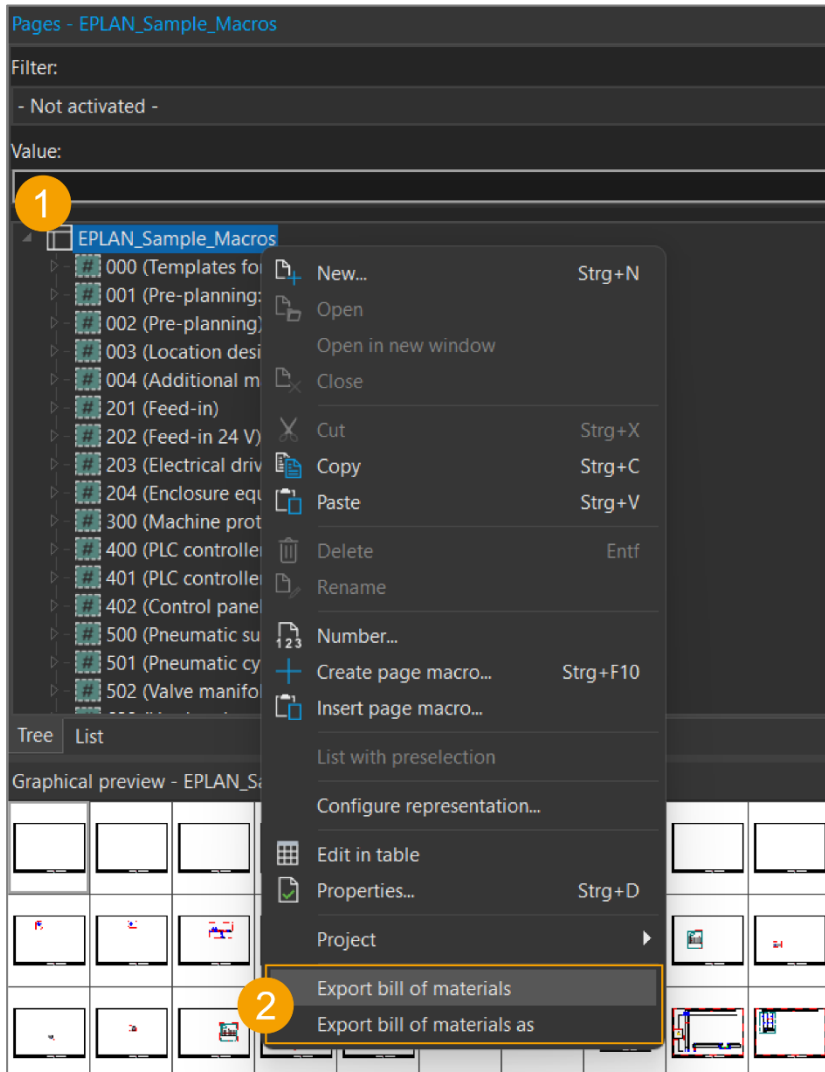 Pages - EPLAN_Sample_Macros
Filter:
- Not activated -
Value:
1
EPLAN_Sample_Macros
# 000 (Templates fo
# 001 (Pre-planning:
# 002 (Pre-planning)
# 003 (Location desi
# 004 (Additional m
# 201 (Feed-in)
# 202 (Feed-in 24 V)
# 203 (Electrical driv
# 204 (Enclosure equ
# 300 (Machine prot
# 400 (PLC controlle
# 401 (PLC controlle
# 402 (Control pane
# 500 (Pneumatic su
# 501 (Pneumatic cy
# 502 (Valve manifo
Tree List
Graphical preview - EPLAN_Sa
New... Strg+N
Open
Open in new window
Close
Cut Strg+X
Copy Strg+C
Paste Strg+V
Delete Entf
Rename
123 Number...
Create page macro... Strg+F10
Insert page macro...
List with preselection
Configure representation...
Edit in table
Properties... Strg+D
Project
2
Export bill of materials
Export bill of materials as